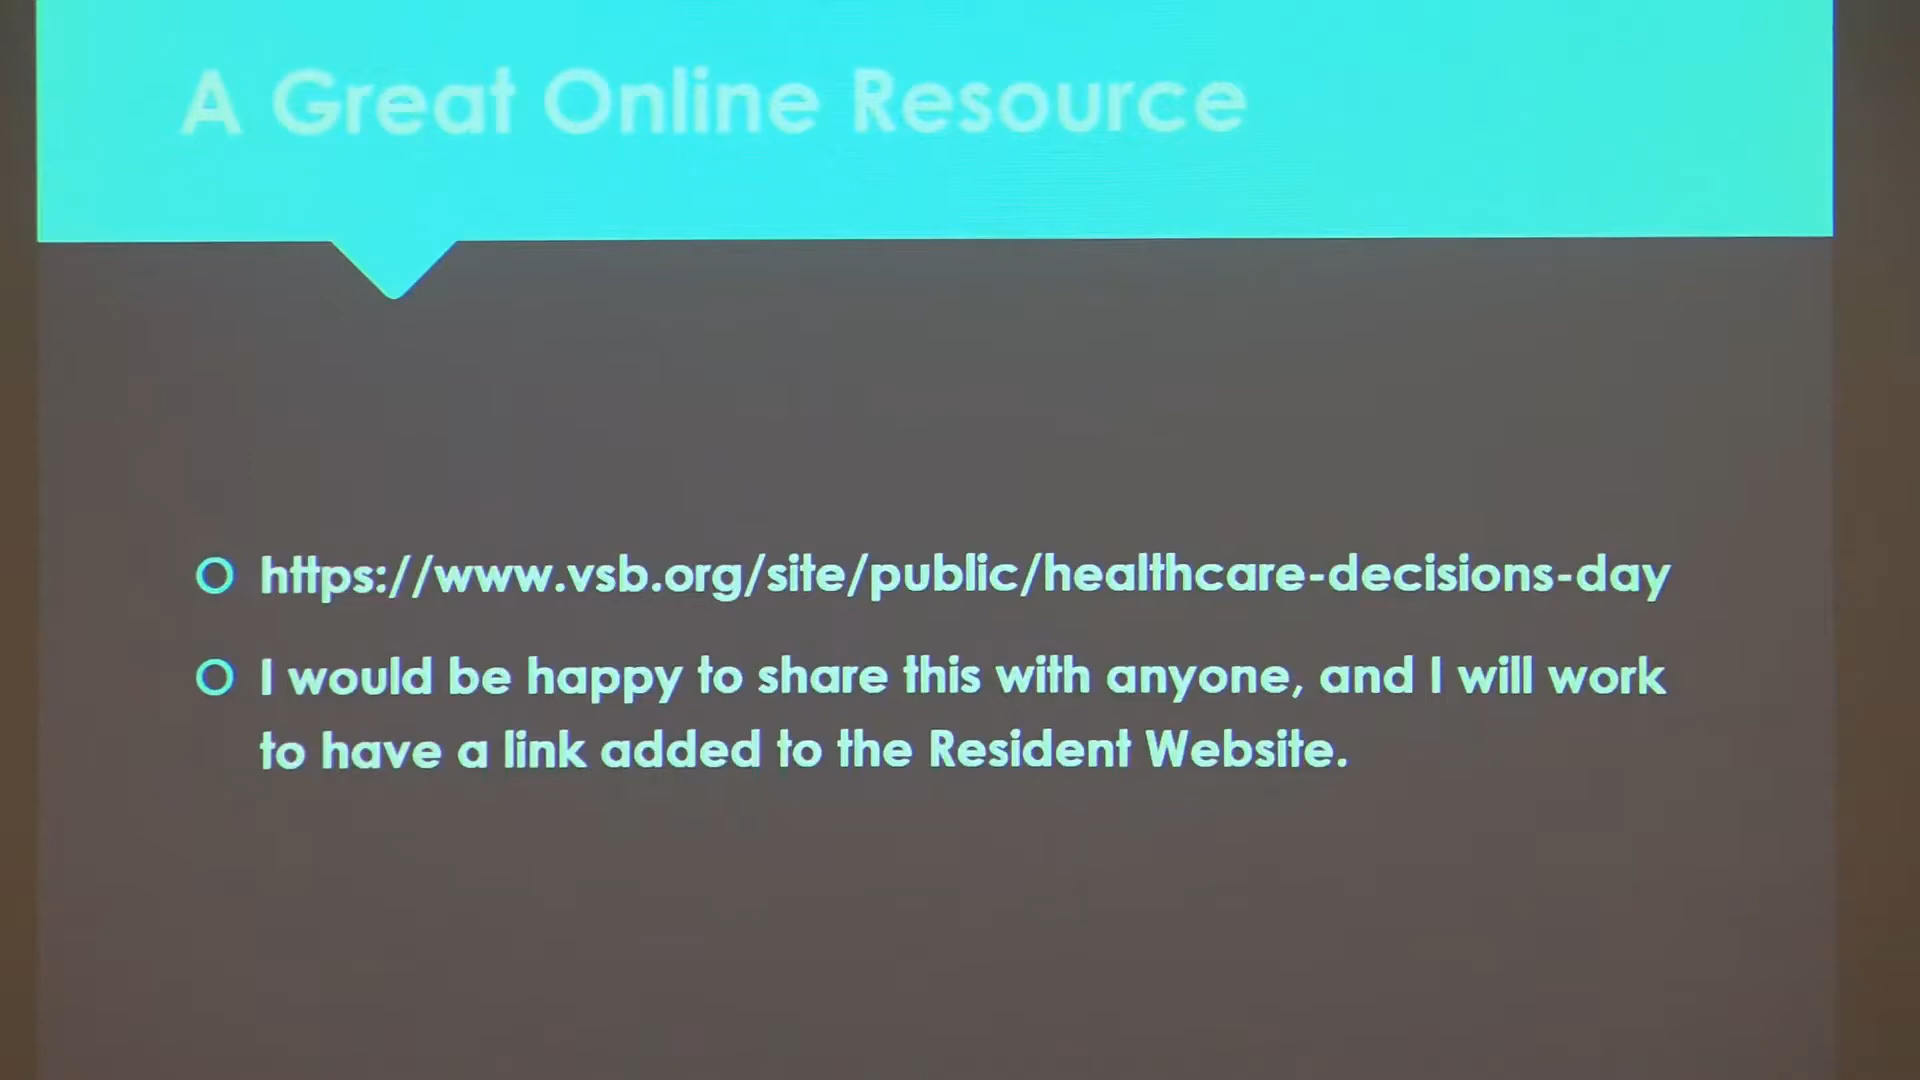 A Great Online Resource
https://www.vsb.org/site/public/healthcare-decisions-day
I would be happy to share this with anyone, and I will work
to have a link added to the Resident Website.